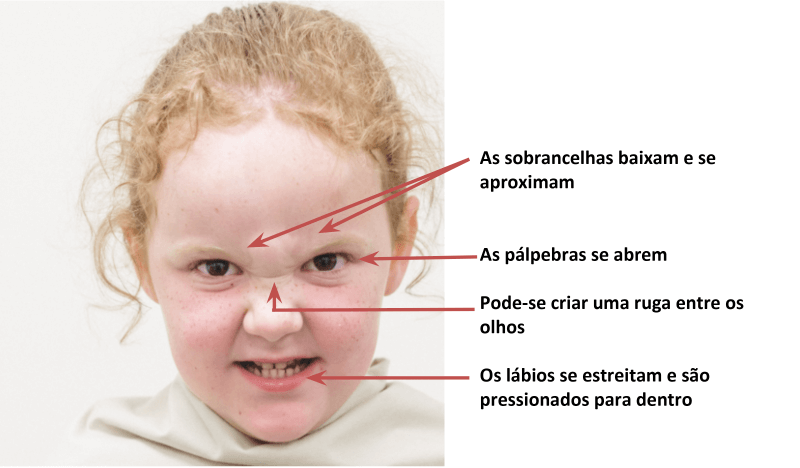 As sobrancelhas baixam e se
aproximam
As pálpebras se abrem
Pode-se criar uma ruga entre os
olhos
Os lábios se estreitam e são
pressionados para dentro